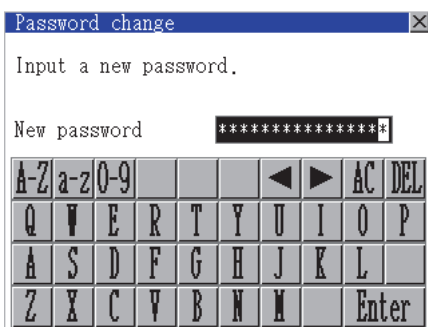 Password change ×
Input a new password.
New password ****************
A-Z a-z 0-9 ◀ ▶ AC DEL
Q W E R T Y U I O P
A S D F G H J K L
Z X C V B N M Enter